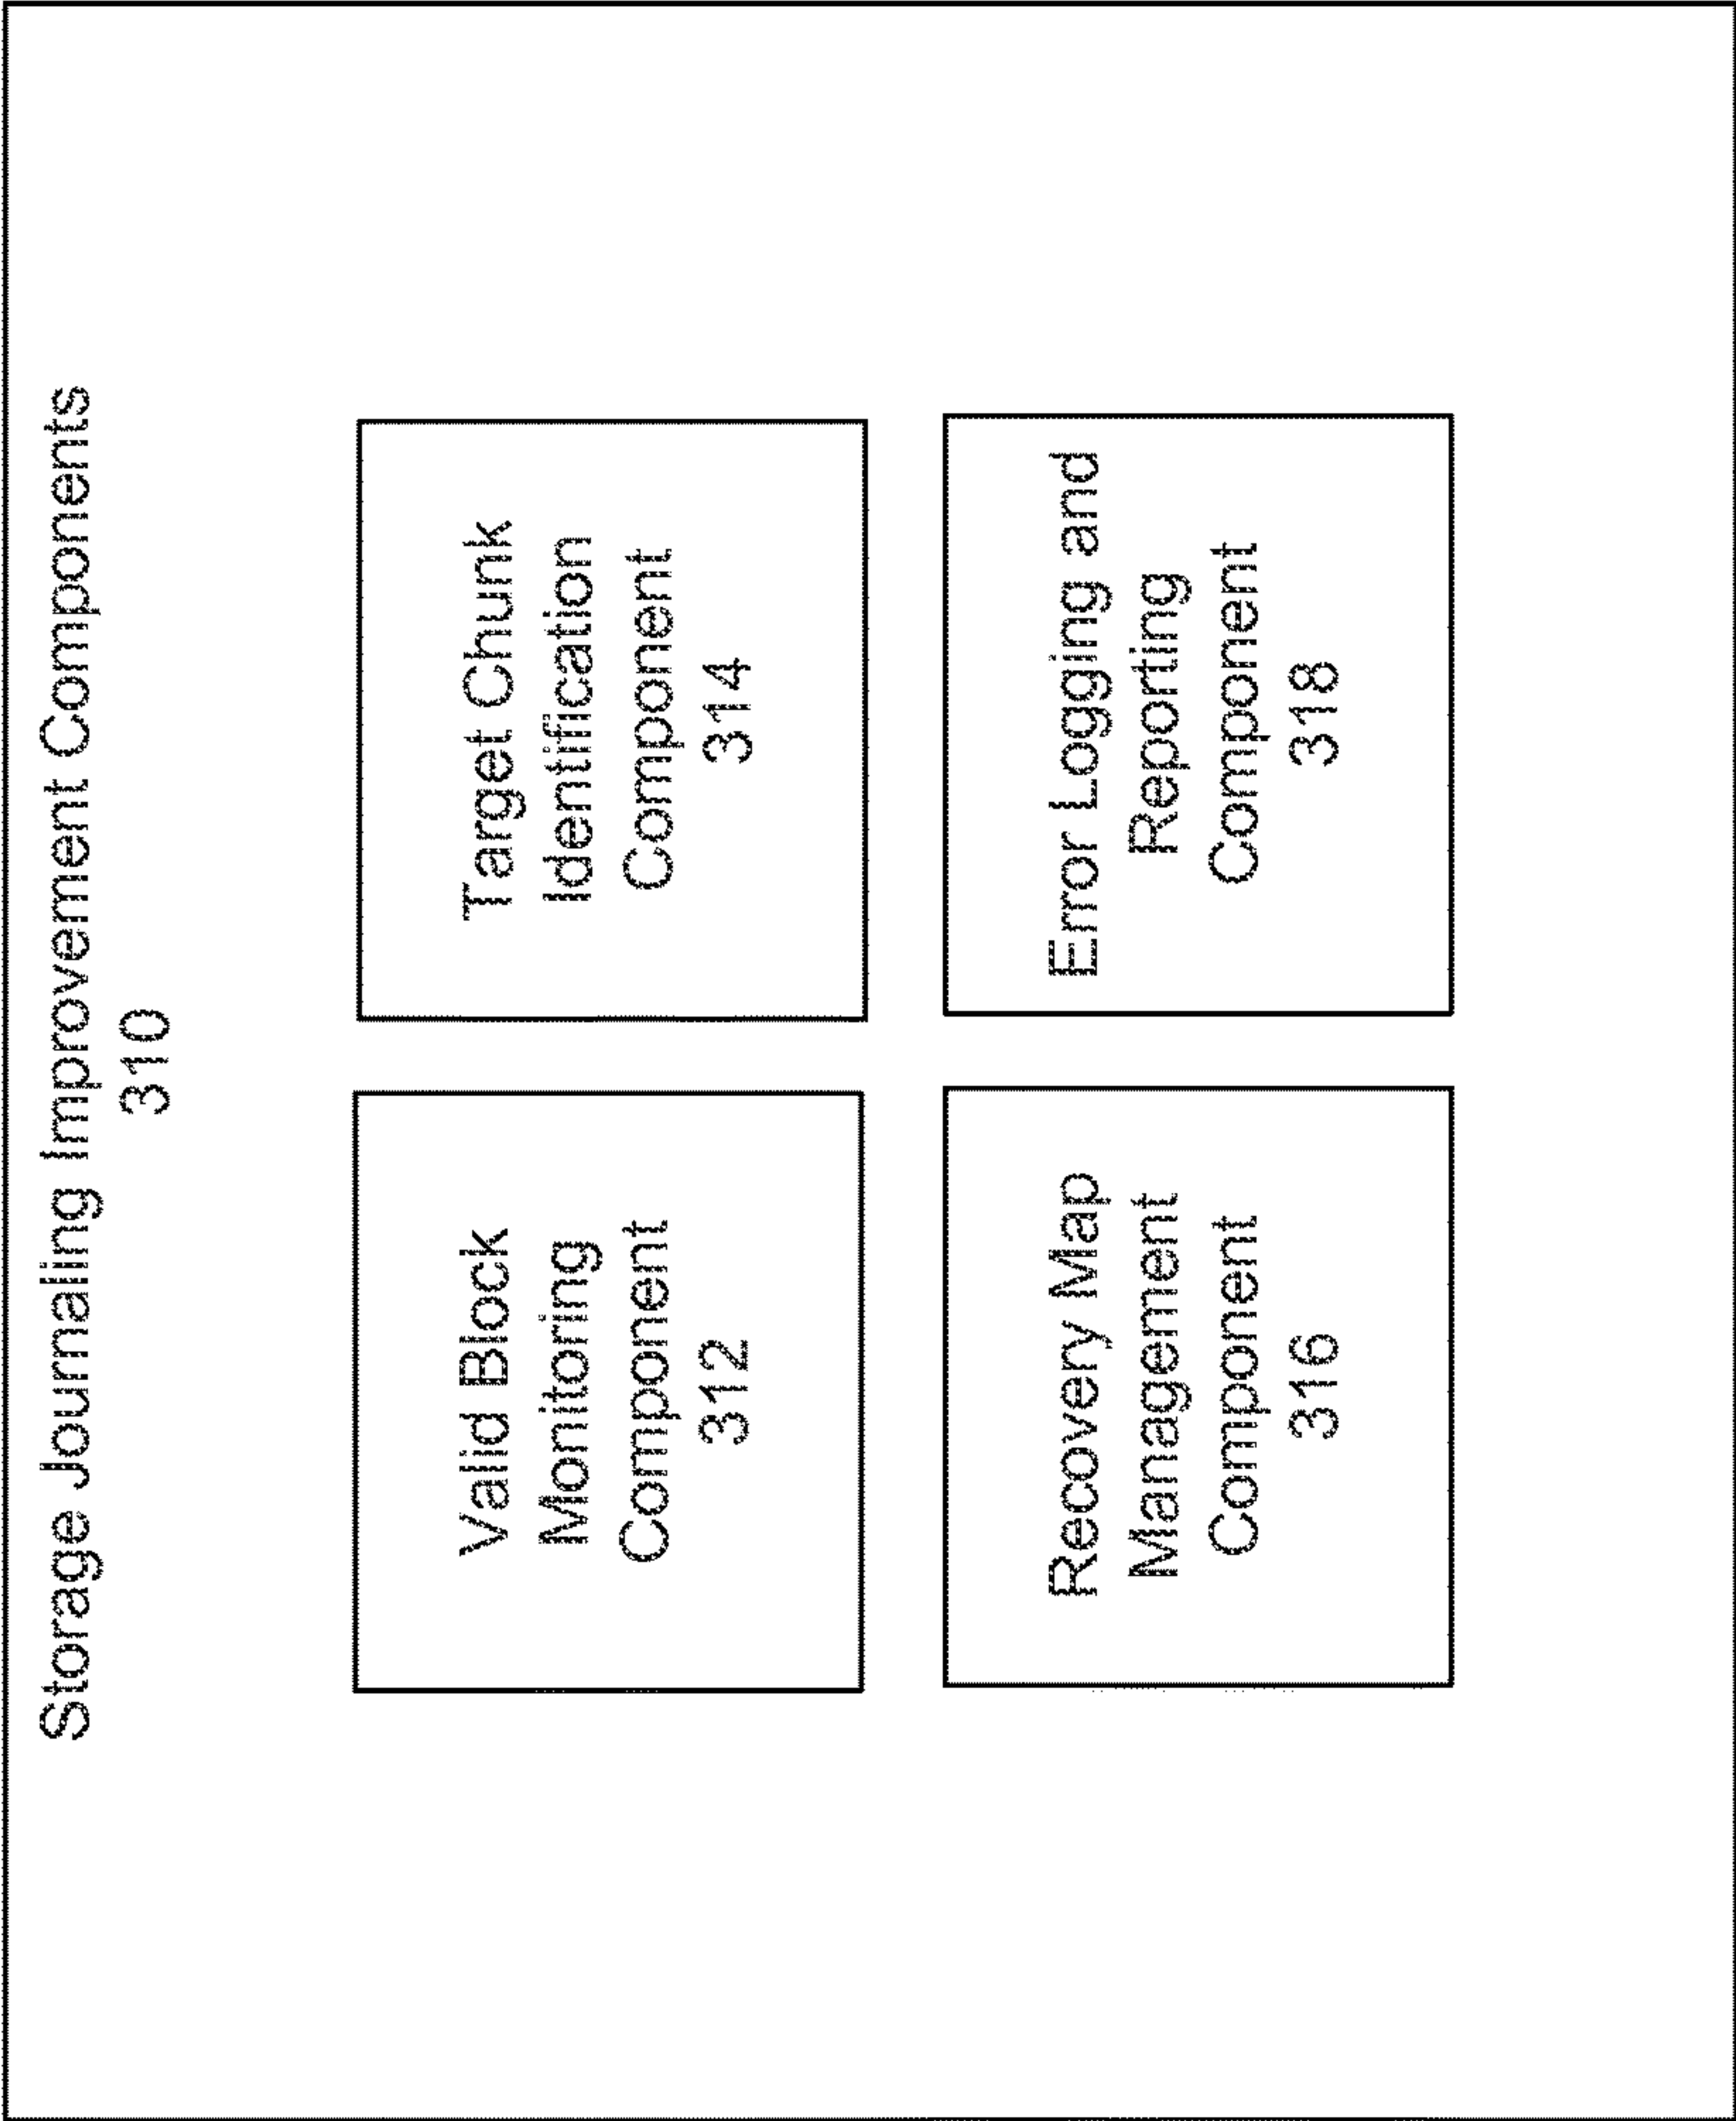 Storage Journaling Improvement Components
310
Valid Block
Monitoring
Component
312
Target Chunk
Identification
Component
314
Recovery Map
Management
Component
316
Error Logging and
Reporting
Component
318